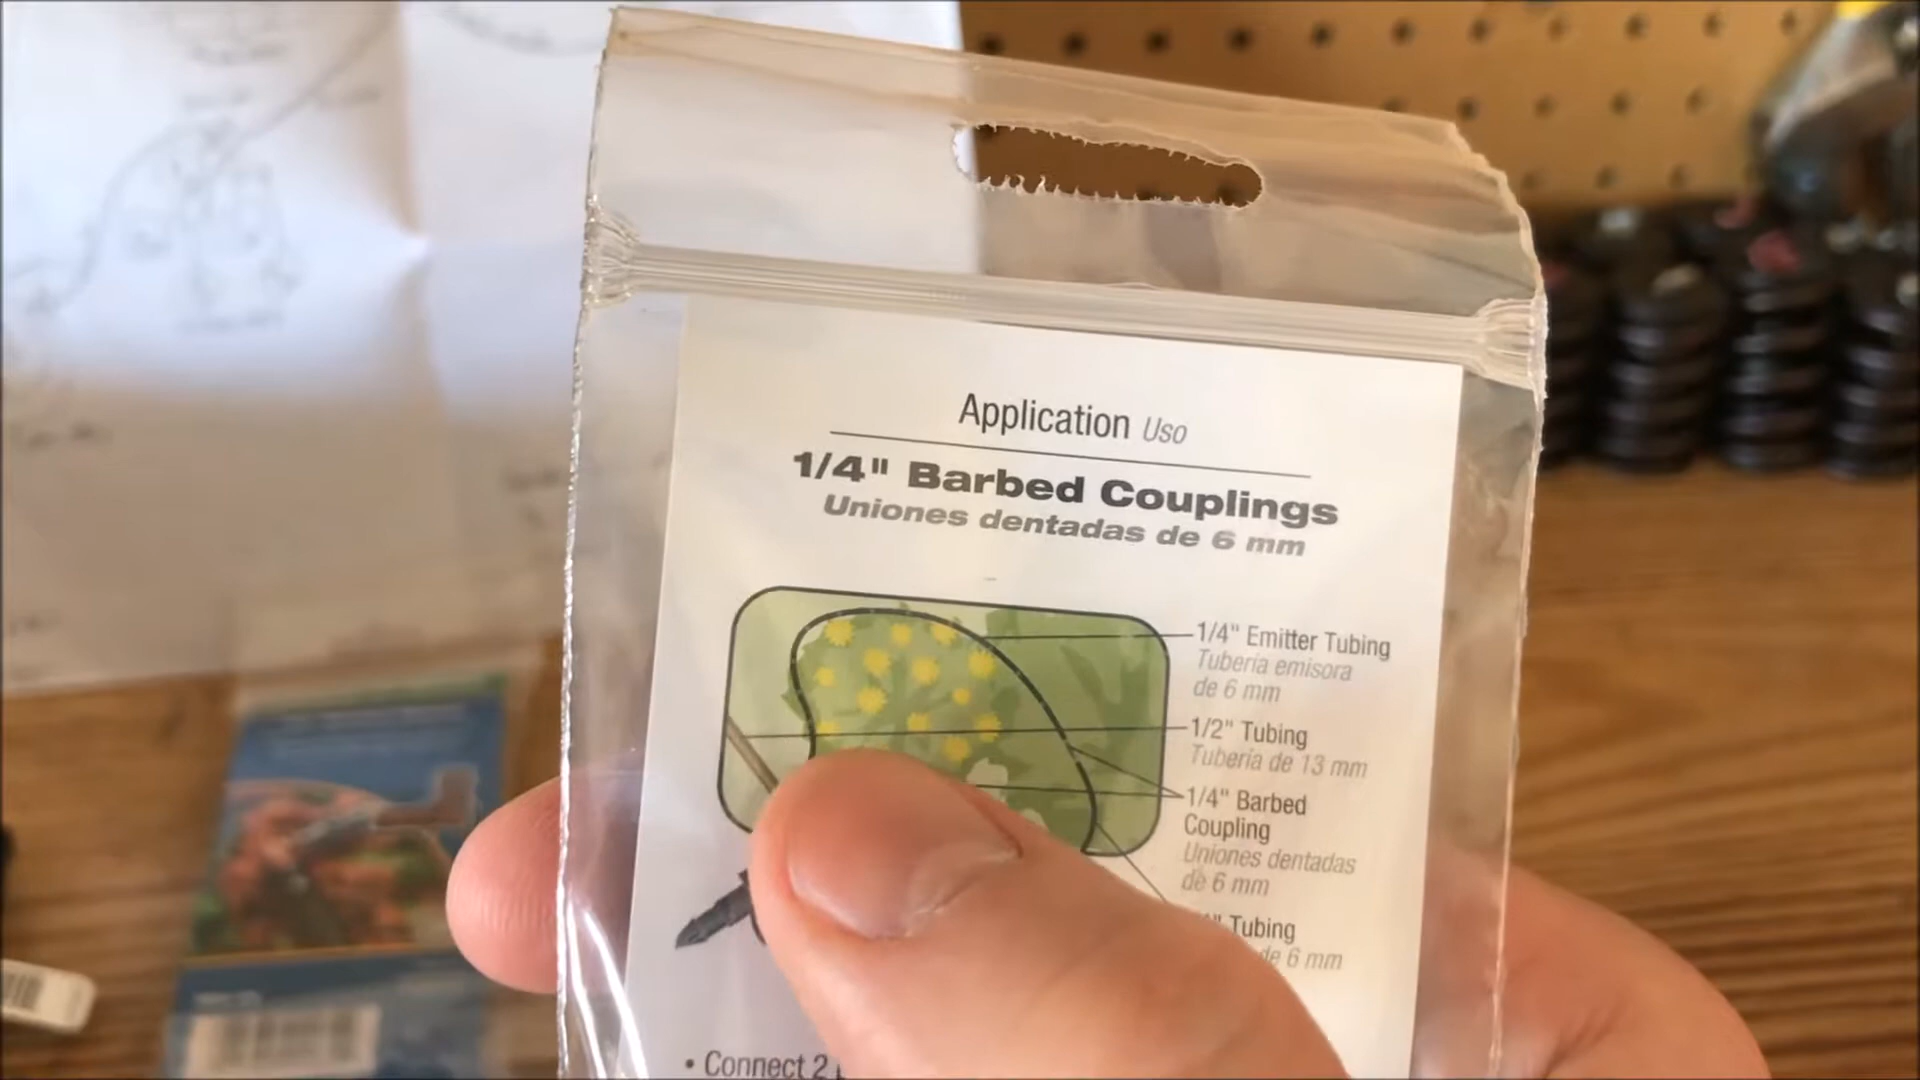 Application Uso
1/4" Barbed Couplings
Uniones dentadas de 6 mm
1/4" Emitter Tubing
Tubería emisora
de 6 mm
1/2" Tubing
Tubería de 13 mm
1/4" Barbed
Coupling
Uniones dentadas
de 6 mm
" Tubing
de 6 mm
• Connect 2